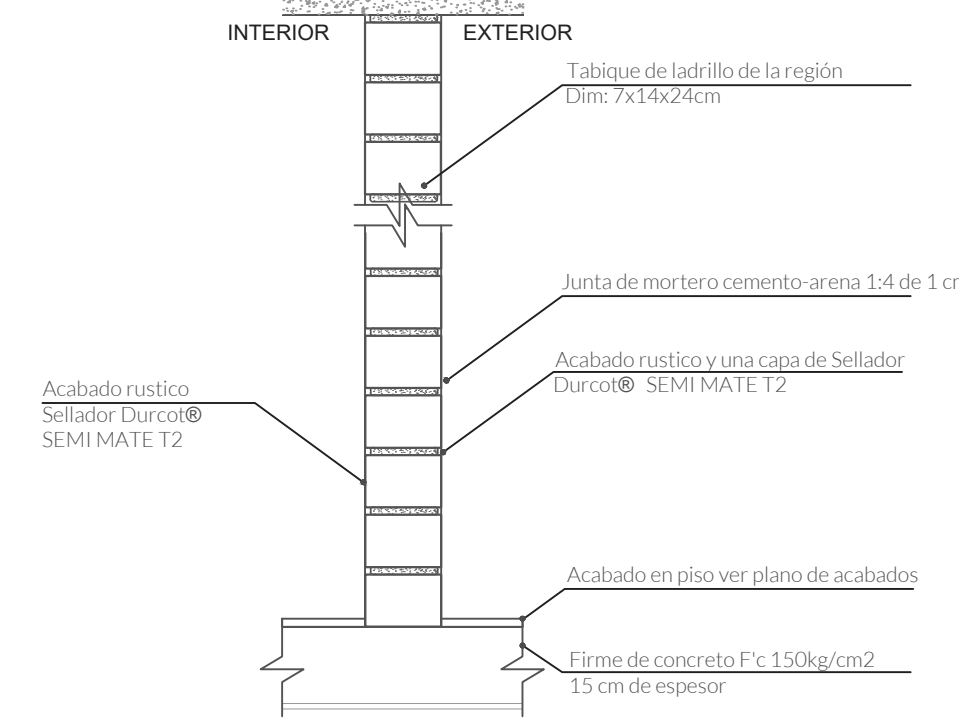 INTERIOR
EXTERIOR
Tabique de ladrillo de la región
Dim: 7x14x24cm
Junta de mortero cemento-arena 1:4 de 1
Acabado rustico y una capa de Sellador
Durcot® SEMI MATE T2
Acabado rustico
Sellador Durcot®
SEMI MATE T2
Acabado en piso ver plano de acabados
Firme de concreto F'c 150kg/cm2
15 cm de espesor